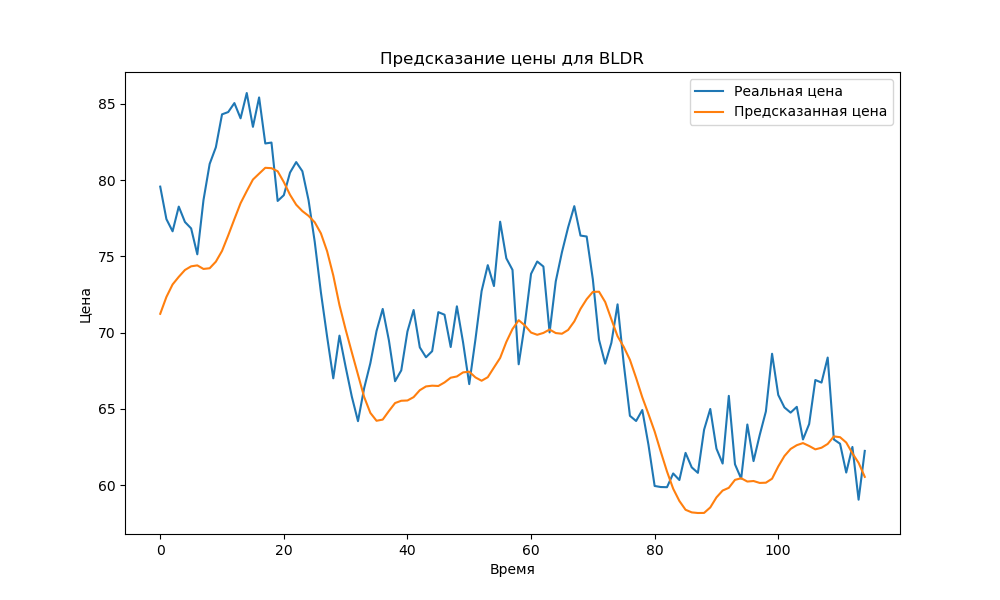 Предсказание цены для BLDR
Реальная цена
Предсказанная цена
Цена
85
80
75
70
65
60
0 20 40 60 80 100
Время